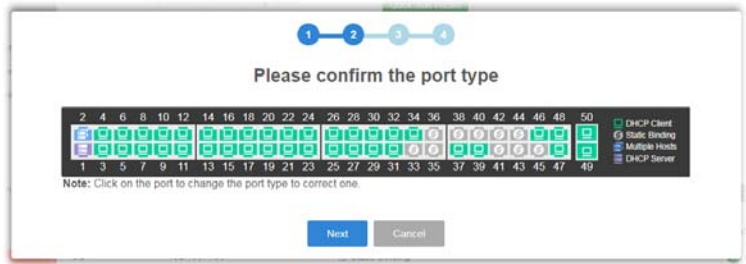 1 2 3 4
Please confirm the port type
2 4 6 8 10 12 14 16 18 20 22 24 26 28 30 32 34 36 38 40 42 44 46 48 50
DHCP Client
Static Binding
Multiple Hosts
DHCP Server
1 3 5 7 9 11 13 15 17 19 21 23 25 27 29 31 33 35 37 39 41 43 45 47 49
Note: Click on the port to change the port type to correct one.
Next Cancel